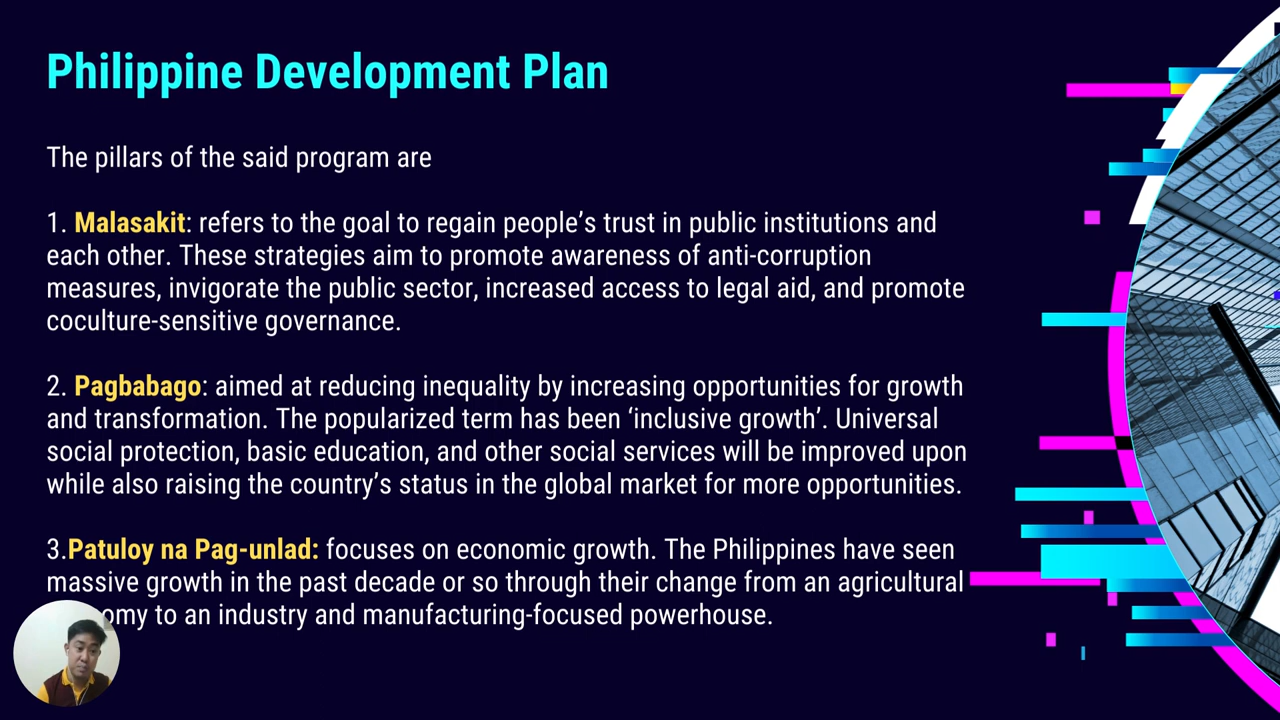 Philippine Development Plan
The pillars of the said program are
1. Malasakit: refers to the goal to regain people’s trust in public institutions and
each other. These strategies aim to promote awareness of anti-corruption
measures, invigorate the public sector, increased access to legal aid, and promote
coculture-sensitive governance.
2. Pagbabago: aimed at reducing inequality by increasing opportunities for growth
and transformation. The popularized term has been ‘inclusive growth’. Universal
social protection, basic education, and other social services will be improved upon
while also raising the country’s status in the global market for more opportunities.
3.Patuloy na Pag-unlad: focuses on economic growth. The Philippines have seen
massive growth in the past decade or so through their change from an agricultural
to an industry and manufacturing-focused powerhouse.